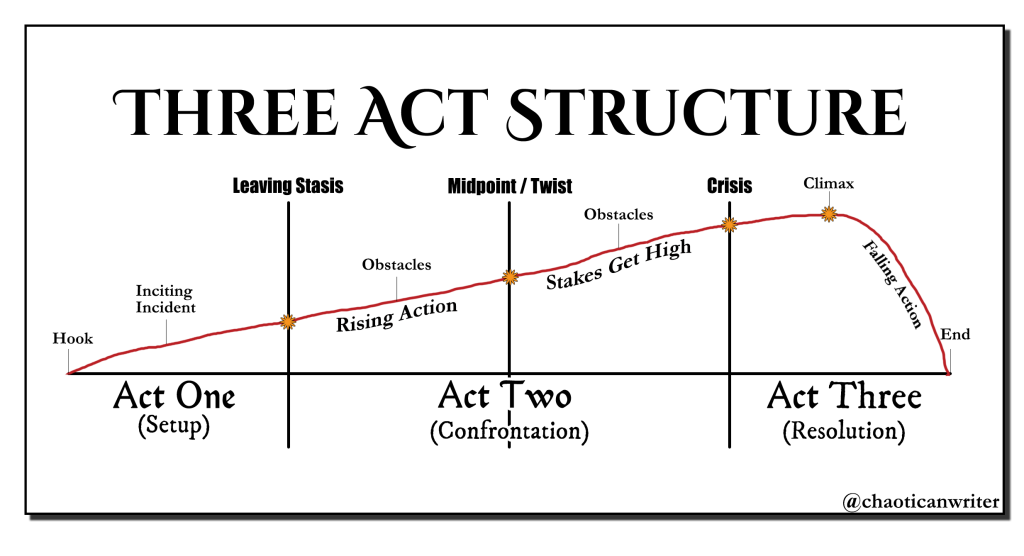 THREE ACT STRUCTURE
Leaving Stasis
Midpoint / Twist
Crisis
Climax
Obstacles
Obstacles
Inciting
Incident
Hook
Rising Action
Stakes Get High
Falling Action
End
Act One
(Setup)
Act Two
(Confrontation)
Act Three
(Resolution)
@chaoticanwriter